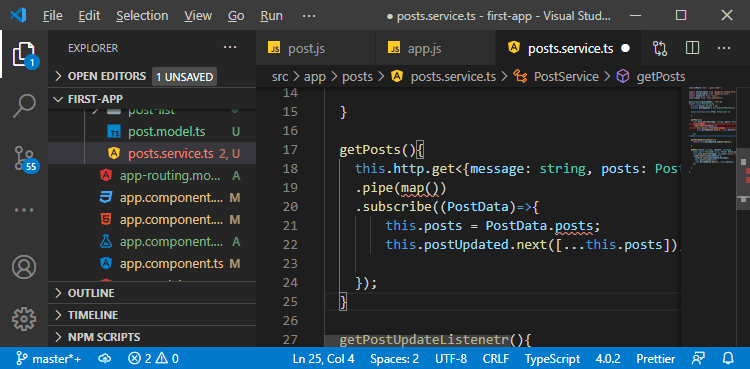 File Edit Selection View Go Run ··· ● posts.service.ts - first-app - Visual Stud...
EXPLORER ··· post.js app.js posts.service.ts ●
OPEN EDITORS 1 UNSAVED src > app > posts > posts.service.ts > PostService > getPosts
FIRST-APP
post-list
post.model.ts U
posts.service.ts 2, U
app-routing.mo... A
app.component.... M
app.component.... M
app.component.... A
app.component.ts M
OUTLINE
TIMELINE
NPM SCRIPTS
1
55
14
15 }
16
17 getPosts(){
18 this.http.get<{message: string, posts: Post
19 .pipe(map())
20 .subscribe((PostData)=>{
21 this.posts = PostData.posts;
22 this.postUpdated.next([...this.posts]);
23
24 });
25 }
26
27 getPostUpdateListenetr(){
master*+ 2 0 Ln 25, Col 4 Spaces: 2 UTF-8 CRLF TypeScript 4.0.2 Prettier